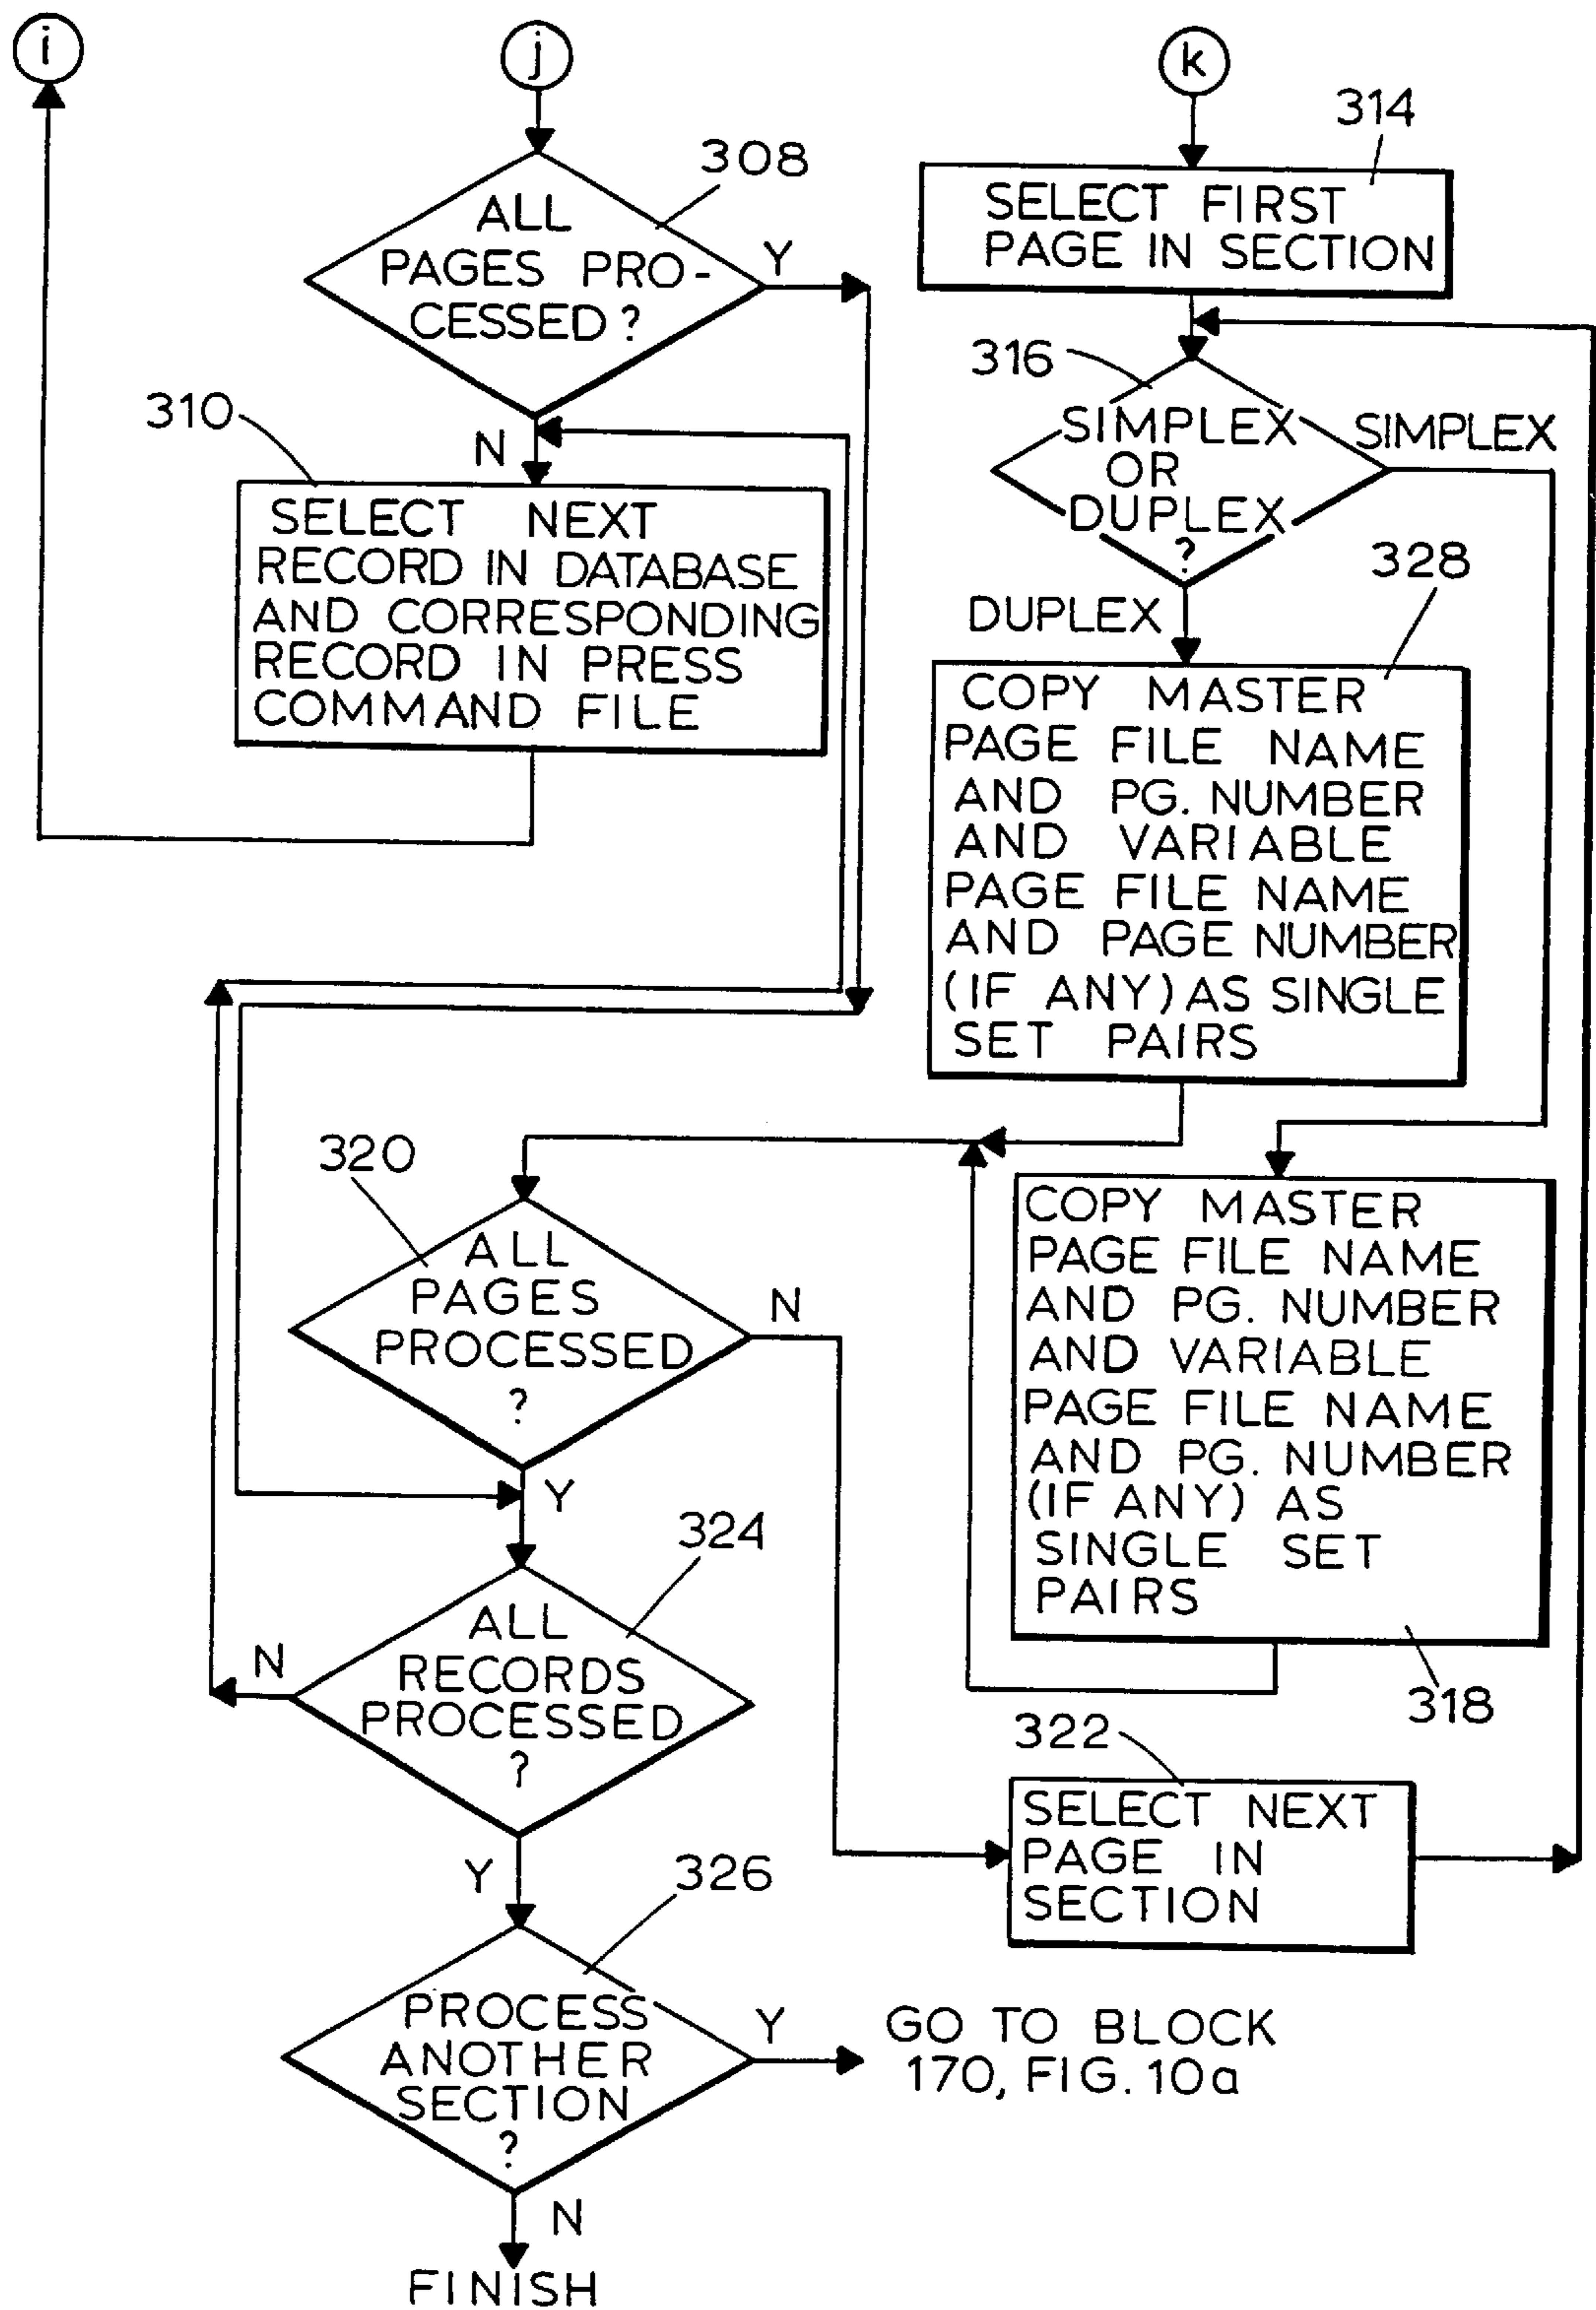 i
j
k
308
ALL
PAGES PRO-
CESSED?
Y
N
310
SELECT NEXT
RECORD IN DATABASE
AND CORRESPONDING
RECORD IN PRESS
COMMAND FILE
314
SELECT FIRST
PAGE IN SECTION
316
SIMPLEX
OR
DUPLEX
?
SIMPLEX
DUPLEX
328
COPY MASTER
PAGE FILE NAME
AND PG. NUMBER
AND VARIABLE
PAGE FILE NAME
AND PAGE NUMBER
(IF ANY) AS SINGLE
SET PAIRS
320
ALL
PAGES
PROCESSED
?
N
Y
COPY MASTER
PAGE FILE NAME
AND PG. NUMBER
AND VARIABLE
PAGE FILE NAME
AND PG. NUMBER
(IF ANY) AS
SINGLE SET
PAIRS
318
324
ALL
RECORDS
PROCESSED
?
N
Y
322
SELECT NEXT
PAGE IN
SECTION
326
PROCESS
ANOTHER
SECTION
?
Y
GO TO BLOCK
170, FIG. 10a
N
FINISH